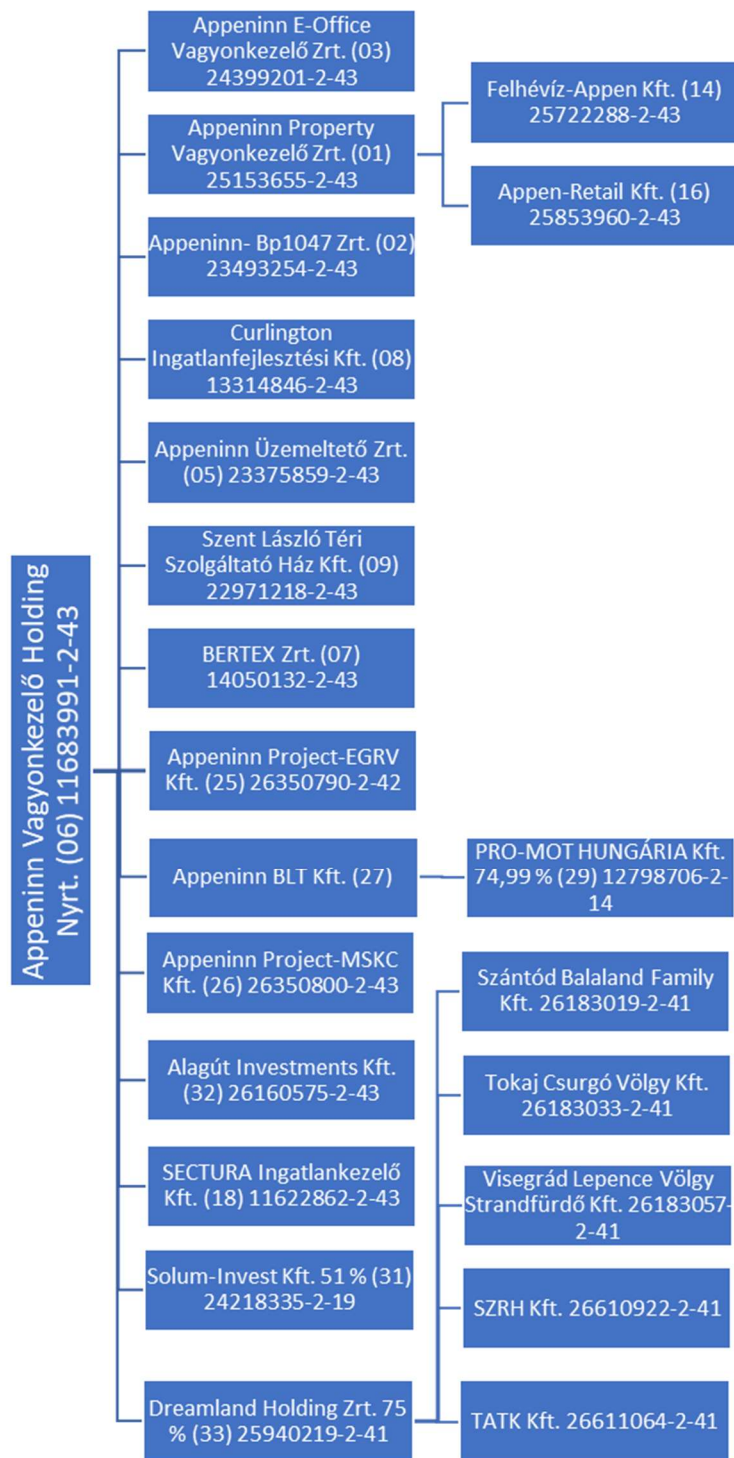 Appeninn Vagyonkezelő Holding
Nyrt. (06) 11683991-2-43
Appeninn E-Office
Vagyonkezelő Zrt. (03)
24399201-2-43
Appeninn Property
Vagyonkezelő Zrt. (01)
25153655-2-43
Felhévíz-Appen Kft. (14)
25722288-2-43
Appen-Retail Kft. (16)
25853960-2-43
Appeninn- Bp1047 Zrt. (02)
23493254-2-43
Curlington
Ingatlanfejlesztési Kft. (08)
13314846-2-43
Appeninn Üzemeltető Zrt.
(05) 23375859-2-43
Szent László Téri
Szolgáltató Ház Kft. (09)
22971218-2-43
BERTEX Zrt. (07)
14050132-2-43
Appeninn Project-EGRV
Kft. (25) 26350790-2-42
Appeninn BLT Kft. (27)
PRO-MOT HUNGÁRIA Kft.
74,99 % (29) 12798706-2-
14
Appeninn Project-MSKC
Kft. (26) 26350800-2-43
Alagút Investments Kft.
(32) 26160575-2-43
SECTURA Ingatlankezelő
Kft. (18) 11622862-2-43
Solum-Invest Kft. 51 % (31)
24218335-2-19
Dreamland Holding Zrt. 75
% (33) 25940219-2-41
Szántód Balaland Family
Kft. 26183019-2-41
Tokaj Csurgó Völgy Kft.
26183033-2-41
Visegrád Lepence Völgy
Strandfürdő Kft. 26183057-
2-41
SZRH Kft. 26610922-2-41
TATK Kft. 26611064-2-41